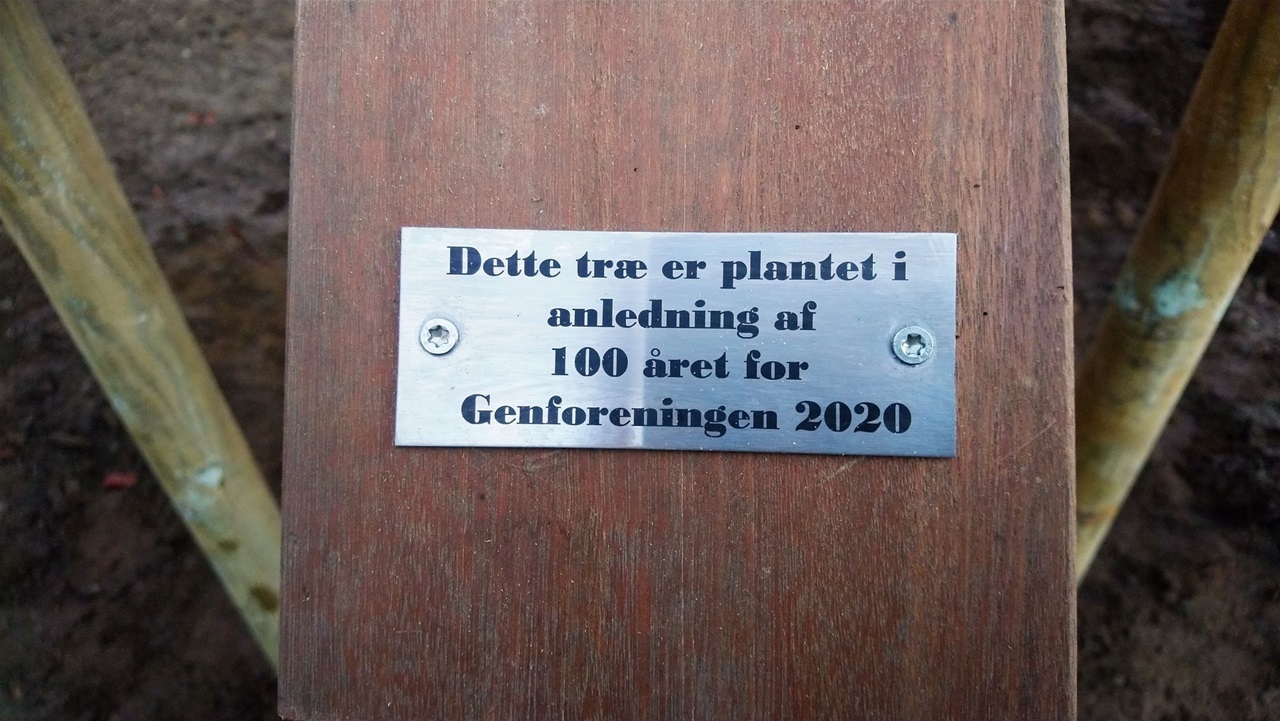 Dette træ er plantet i
anledning af
100 året for
Genforeningen 2020